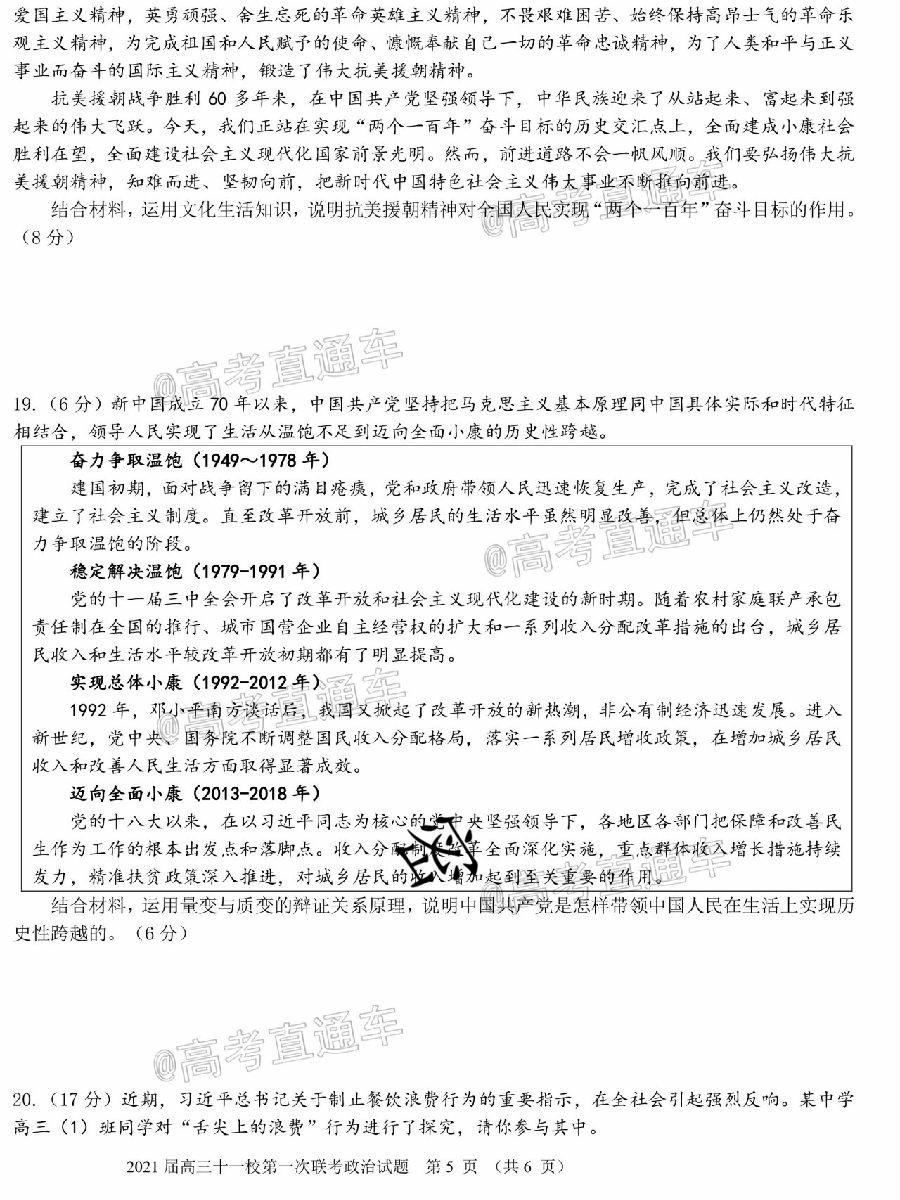 爱国主义精神，英勇顽强、舍生忘死的革命英雄主义精神，不畏艰难困苦、始终保持高昂士气的革命乐
观主义精神，为完成祖国和人民赋予的使命、慷慨奉献自己一切的革命忠诚精神，为了人类和平与正义
事业而奋斗的国际主义精神，锻造了伟大抗美援朝精神。
抗美援朝战争胜利 60 多年来，在中国共产党坚强领导下，中华民族迎来了从站起来、富起来到强
起来的伟大飞跃。今天，我们正站在实现“两个一百年”奋斗目标的历史交汇点上，全面建成小康社会
胜利在望，全面建设社会主义现代化国家前景光明。然而，前进道路不会一帆风顺。我们要弘扬伟大抗
美援朝精神，知难而进、坚韧向前，把新时代中国特色社会主义伟大事业不断推向前进。
结合材料，运用文化生活知识，说明抗美援朝精神对全国人民实现“两个一百年”奋斗目标的作用。
（8 分）
@高考直通车
@高考直通车
19.（6 分）新中国成立 70 年以来，中国共产党坚持把马克思主义基本原理同中国具体实际和时代特征
相结合，领导人民实现了生活从温饱不足到迈向全面小康的历史性跨越。
奋力争取温饱（1949～1978 年）
建国初期，面对战争留下的满目疮痍，党和政府带领人民迅速恢复生产，完成了社会主义改造，
建立了社会主义制度。直至改革开放前，城乡居民的生活水平虽然明显改善，但总体上仍然处于奋
力争取温饱的阶段。
@高考直通车
稳定解决温饱（1979-1991 年）
党的十一届三中全会开启了改革开放和社会主义现代化建设的新时期。随着农村家庭联产承包
责任制在全国的推行、城市国营企业自主经营权的扩大和一系列收入分配改革措施的出台，城乡居
民收入和生活水平较改革开放初期都有了明显提高。
实现总体小康（1992-2012 年）
@高考直通车
1992 年，邓小平南方谈话后，我国又掀起了改革开放的新热潮，非公有制经济迅速发展。进入
新世纪，党中央、国务院不断调整国民收入分配格局，落实一系列居民增收政策，在增加城乡居民
收入和改善人民生活方面取得显著成效。
迈向全面小康（2013-2018 年）
党的十八大以来，在以习近平同志为核心的党中央坚强领导下，各地区各部门把保障和改善民
生作为工作的根本出发点和落脚点。收入分配制度改革全面深化实施，重点群体收入增长措施持续
发力，精准扶贫政策深入推进，对城乡居民的收入增加起到至关重要的作用。
密
@高考直通车
结合材料，运用量变与质变的辩证关系原理，说明中国共产党是怎样带领中国人民在生活上实现历
史性跨越的。（6 分）
@高考直通车
20.（17 分）近期，习近平总书记关于制止餐饮浪费行为的重要指示，在全社会引起强烈反响。某中学
高三（1）班同学对“舌尖上的浪费”行为进行了探究，请你参与其中。
2021 届高三十一校第一次联考政治试题 第 5 页 （共 6 页）